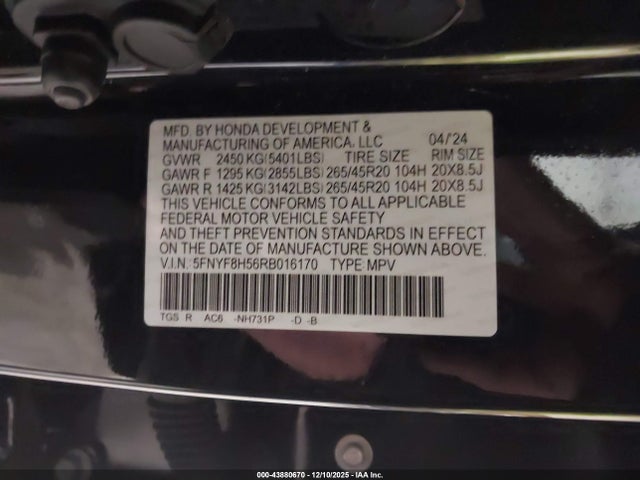 MFD. BY HONDA DEVELOPMENT &
MANUFACTURING OF AMERICA, LLC 04/'24
GVWR 2450 KG(5401LBS) TIRE SIZE RIM SIZE
GAWR F 1295 KG(2855LBS) 265/45R20 104H 20X8.5J
GAWR R 1425 KG(3142LBS) 265/45R20 104H 20X8.5J
THIS VEHICLE CONFORMS TO ALL APPLICABLE
FEDERAL MOTOR VEHICLE SAFETY
AND THEFT PREVENTION STANDARDS IN EFFECT
ON THE DATE OF MANUFACTURE SHOWN ABOVE.
V.I.N.: 5FNYF8H56RB016170 TYPE MPV
TGS R AC6 -NH731P -D -B
000-43880670 - 12/10/2025 - IAA Inc.